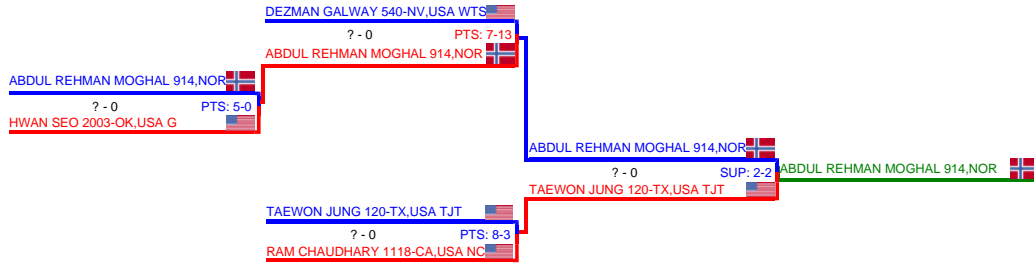 DEZMAN GALWAY 540-NV,USA WTS
? - 0 PTS: 7-13
ABDUL REHMAN MOGHAL 914,NOR
ABDUL REHMAN MOGHAL 914,NOR
? - 0 PTS: 5-0
HWAN SEO 2003-OK,USA G
ABDUL REHMAN MOGHAL 914,NOR
? - 0 SUP: 2-2
TAEWON JUNG 120-TX,USA TJT
ABDUL REHMAN MOGHAL 914,NOR
TAEWON JUNG 120-TX,USA TJT
? - 0 PTS: 8-3
RAM CHAUDHARY 1118-CA,USA NC